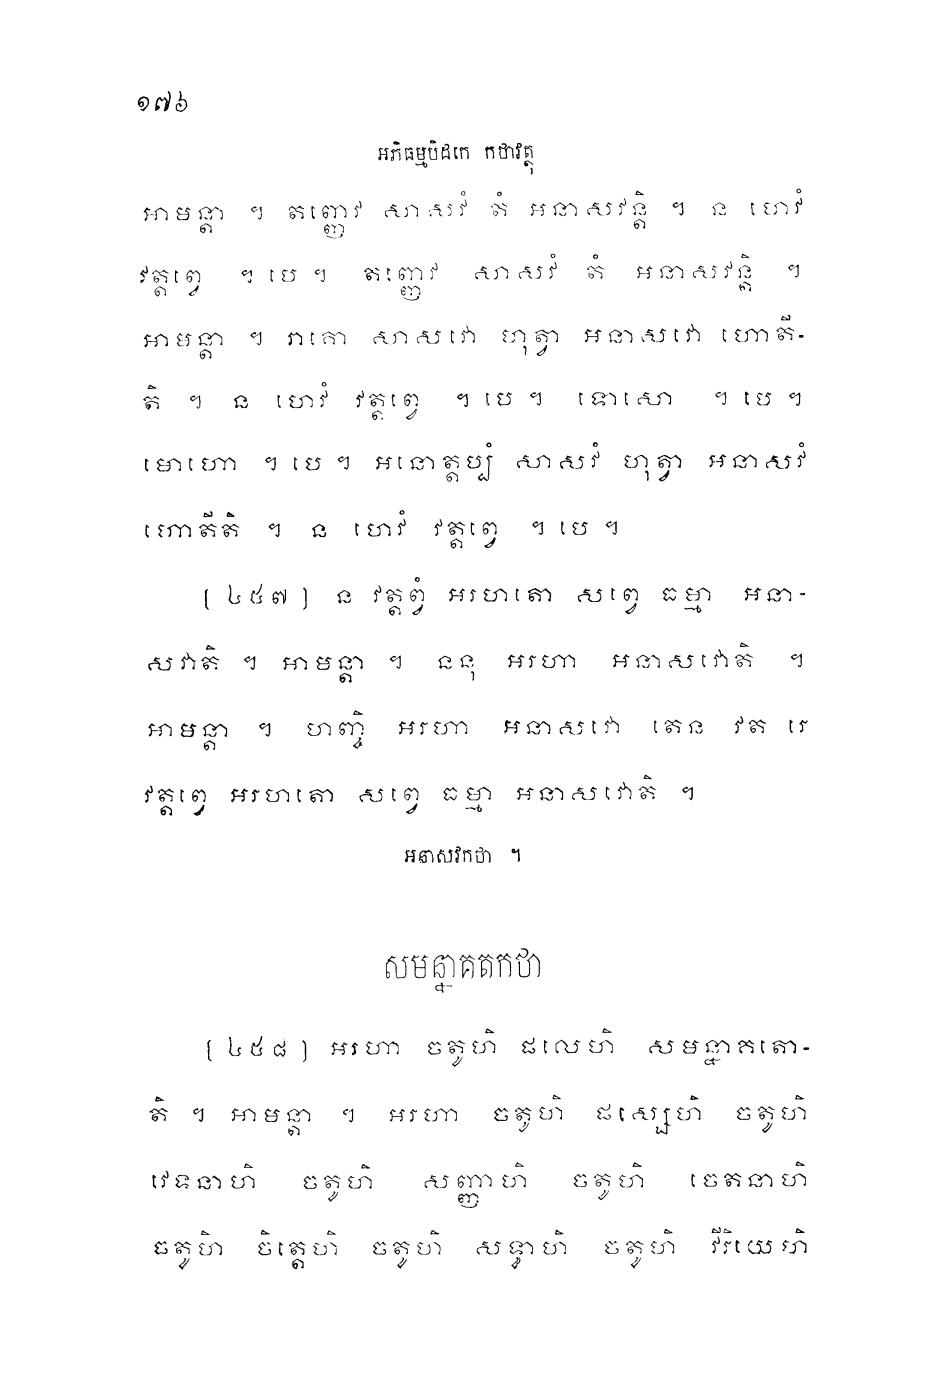 ១៧៦
អភិធម្មបិដកេ កថាវត្ថុ
អាមន្តា ។ តញ្ញេវ សាសវំ តំ អនាសវន្តិ ។ ន ហេវំ
វត្តព្វេ ។ បេ ។ តញ្ញេវ សាសវំ តំ អនាសវន្តិ ។
អាមន្តា ។ រាគោ សាសវោ ហុត្វា អនាសវោ ហោតី-
តិ ។ ន ហេវំ វត្តព្វេ ។ បេ ។ ទោសោ ។ បេ ។
មោហោ ។ បេ ។ អនោត្តប្បំ សាសវំ ហុត្វា អនាសវំ
ហោតីតិ ។ ន ហេវំ វត្តព្វេ ។ បេ ។
[ ៤៥៧ ] ន វត្តព្វំ អរហតោ សព្វេ ធម្មា អនា-
សវាតិ ។ អាមន្តា ។ ននុ អរហា អនាសវោតិ ។
អាមន្តា ។ ហញ្ចិ អរហា អនាសវោ តេន វត រេ
វត្តព្វេ អរហតោ សព្វេ ធម្មា អនាសវោតិ ។
អនាសវកថា ។
សមន្នាគតកថា
[ ៤៥៨ ] អរហា ចតូហិ ផលេហិ សមន្នាគតោ-
តិ ។ អាមន្តា ។ អរហា ចតូហិ ផស្សេហិ ចតូហិ
វេទនាហិ ចតូហិ សញ្ញាហិ ចតូហិ ចេតនាហិ
ចតូហិ ចិត្តេហិ ចតូហិ សទ្ធាហិ ចតូហិ វីរិយេហិ